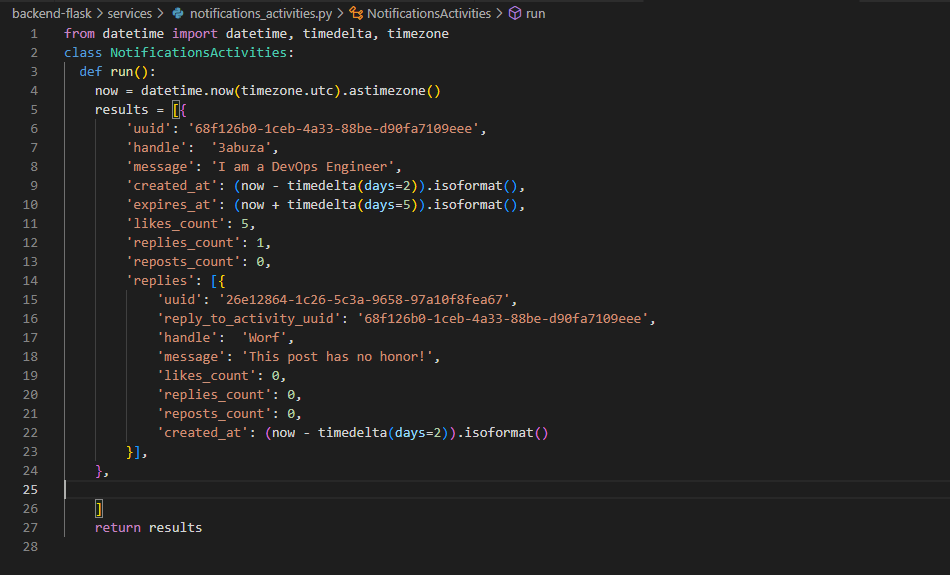 backend-flask > services > notifications_activities.py > NotificationsActivities > run
1 from datetime import datetime, timedelta, timezone
2 class NotificationsActivities:
3   def run():
4     now = datetime.now(timezone.utc).astimezone()
5     results = [{
6         'uuid': '68f126b0-1ceb-4a33-88be-d90fa7109eee',
7         'handle':  '3abuza',
8         'message': 'I am a DevOps Engineer',
9         'created_at': (now - timedelta(days=2)).isoformat(),
10         'expires_at': (now + timedelta(days=5)).isoformat(),
11         'likes_count': 5,
12         'replies_count': 1,
13         'reposts_count': 0,
14         'replies': [{
15             'uuid': '26e12864-1c26-5c3a-9658-97a10f8fea67',
16             'reply_to_activity_uuid': '68f126b0-1ceb-4a33-88be-d90fa7109eee',
17             'handle':  'Worf',
18             'message': 'This post has no honor!',
19             'likes_count': 0,
20             'replies_count': 0,
21             'reposts_count': 0,
22             'created_at': (now - timedelta(days=2)).isoformat()
23         }],
24     },
25
26     ]
27     return results
28